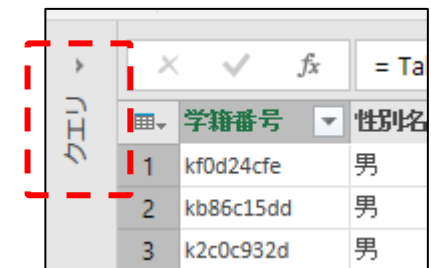 クエリ
fx = Ta
学籍番号 性別名
1 kf0d24cfe 男
2 kb86c15dd 男
3 k2c0c932d 男